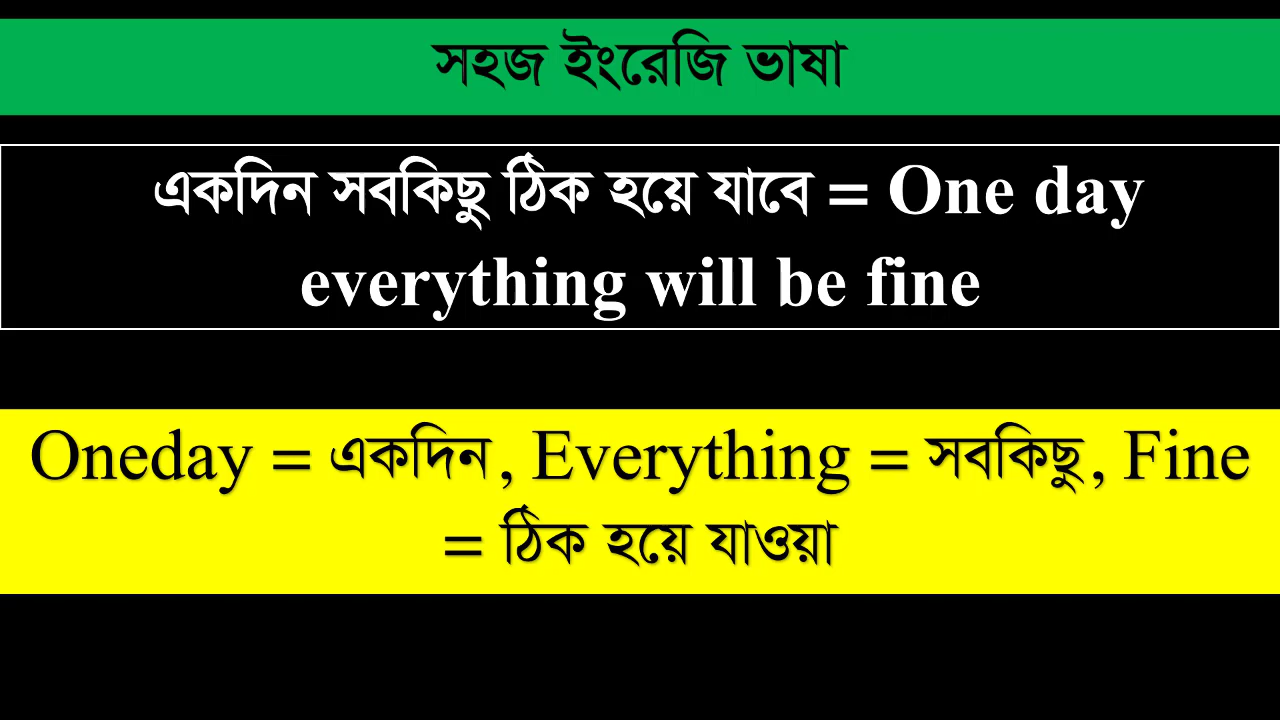 সহজ ইংরেজি ভাষা
একদিন সবকিছু ঠিক হয়ে যাবে = One day
everything will be fine
Oneday = একদিন, Everything = সবকিছু, Fine
= ঠিক হয়ে যাওয়া